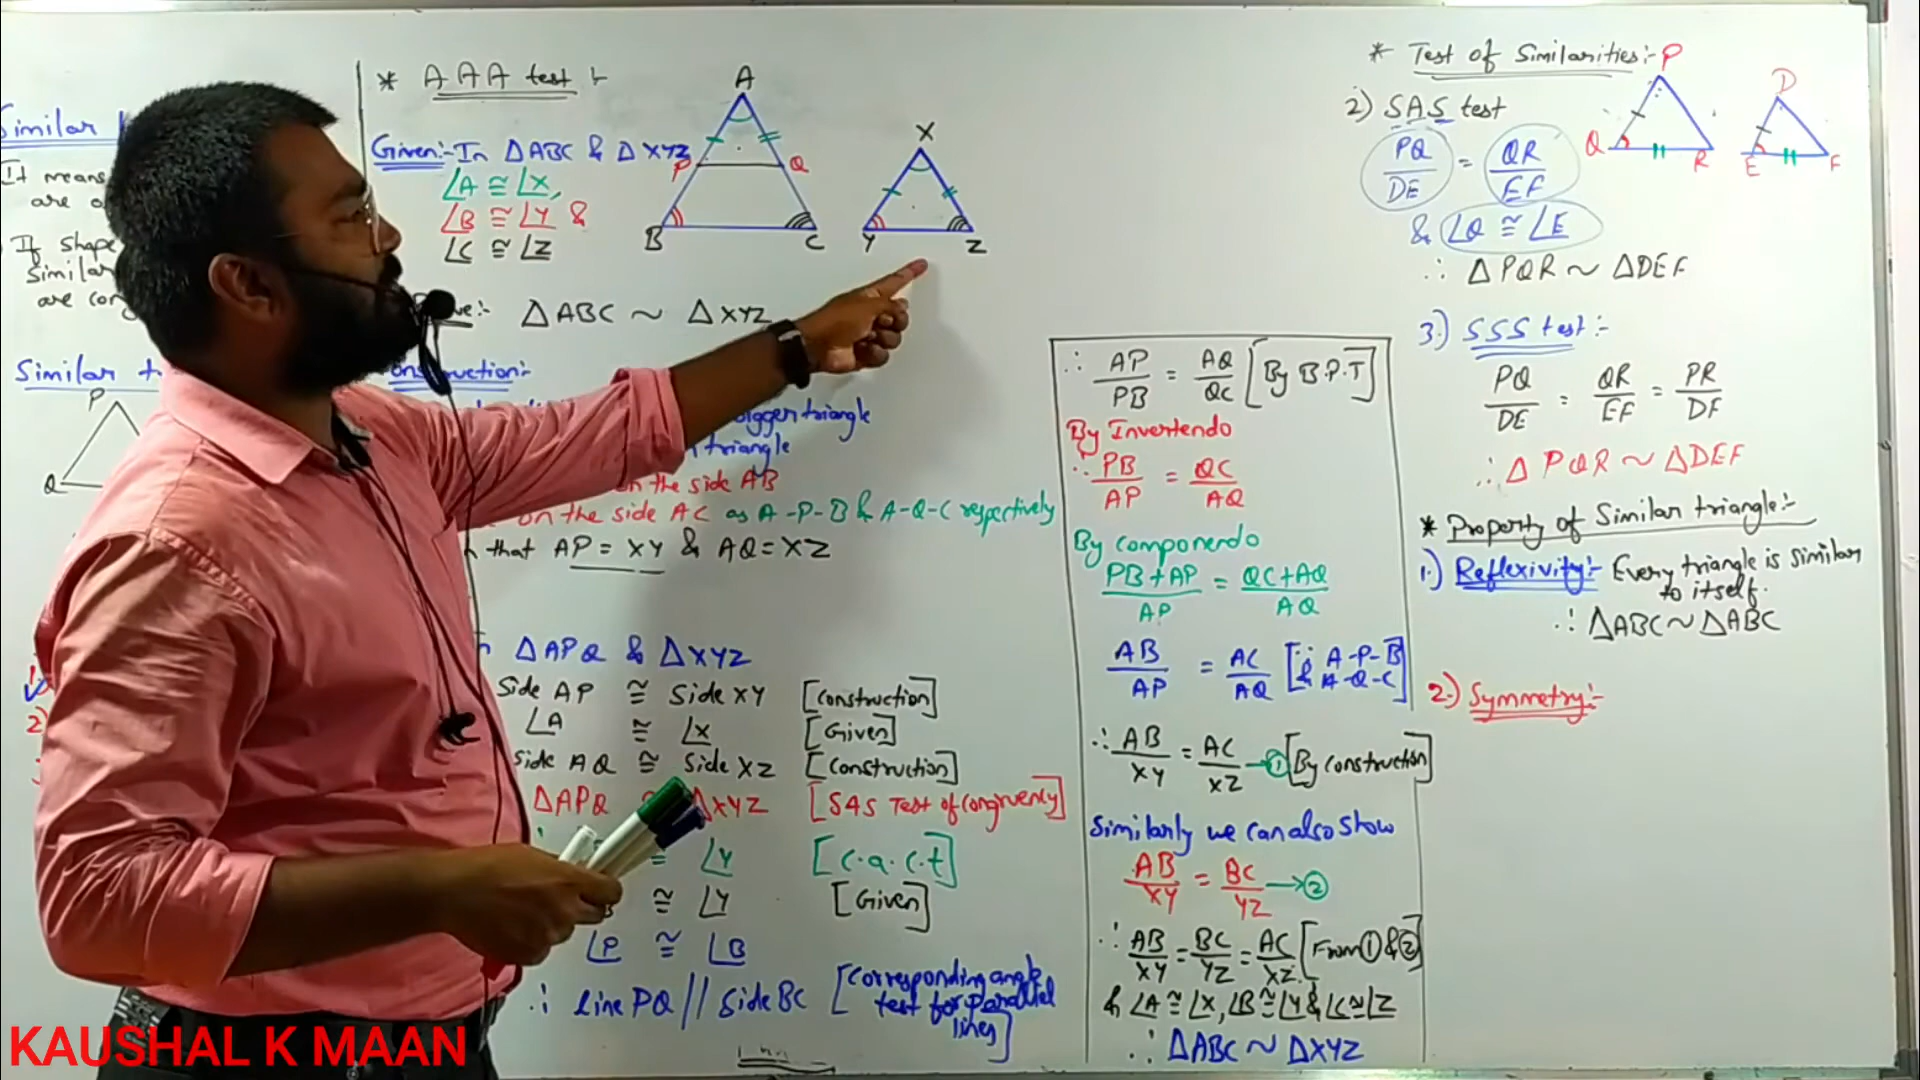 Similar
It means
are
If shape
similar
are con
Similar t
P
Q
2)
* AAA test :-
Given:- In △ABC & △XYZ
∠A ≅ ∠X,
∠B ≅ ∠Y &
∠C ≅ ∠Z
ve:- △ABC ~ △XYZ
onstruction:-
bigger triangle
triangle
on the side AB
on the side AC as A-P-B & A-Q-C respectively
that AP = XY & AQ = XZ
A
P
Q
B
C
X
Y
Z
△APQ & △XYZ
Side AP ≅ Side XY [construction]
∠A ≅ ∠X [Given]
Side AQ ≅ Side XZ [construction]
△APQ △XYZ [SAS Test of congruency]
∠Y [c.a.c.t]
≅ ∠Y [Given]
∠P ≅ ∠B
∴ line PQ // Side BC [corresponding angle
test for parallel
lines]
∴ AP/PB = AQ/QC [By B.P.T]
By Invertendo
∴ PB/AP = QC/AQ
By componendo
PB+AP/AP = QC+AQ/AQ
AB/AP = AC/AQ [∵ A-P-B
& A-Q-C]
∴ AB/XY = AC/XZ → ① [By construction]
Similarly we can also show
AB/XY = BC/YZ → ②
∴ AB/XY = BC/YZ = AC/XZ [From ① & ②]
& ∠A ≅ ∠X, ∠B ≅ ∠Y & ∠C ≅ ∠Z
∴ △ABC ~ △XYZ
* Test of Similarities:-
2) SAS test
PQ/DE = QR/EF
& ∠Q ≅ ∠E
∴ △PQR ~ △DEF
P
Q
R
D
E
F
3.) SSS test:-
PQ/DE = QR/EF = PR/DF
∴ △PQR ~ △DEF
* Property of Similar triangle:-
1.) Reflexivity:- Every triangle is similar
to itself.
∴ △ABC ~ △ABC
2.) Symmetry:-
KAUSHAL K MAAN